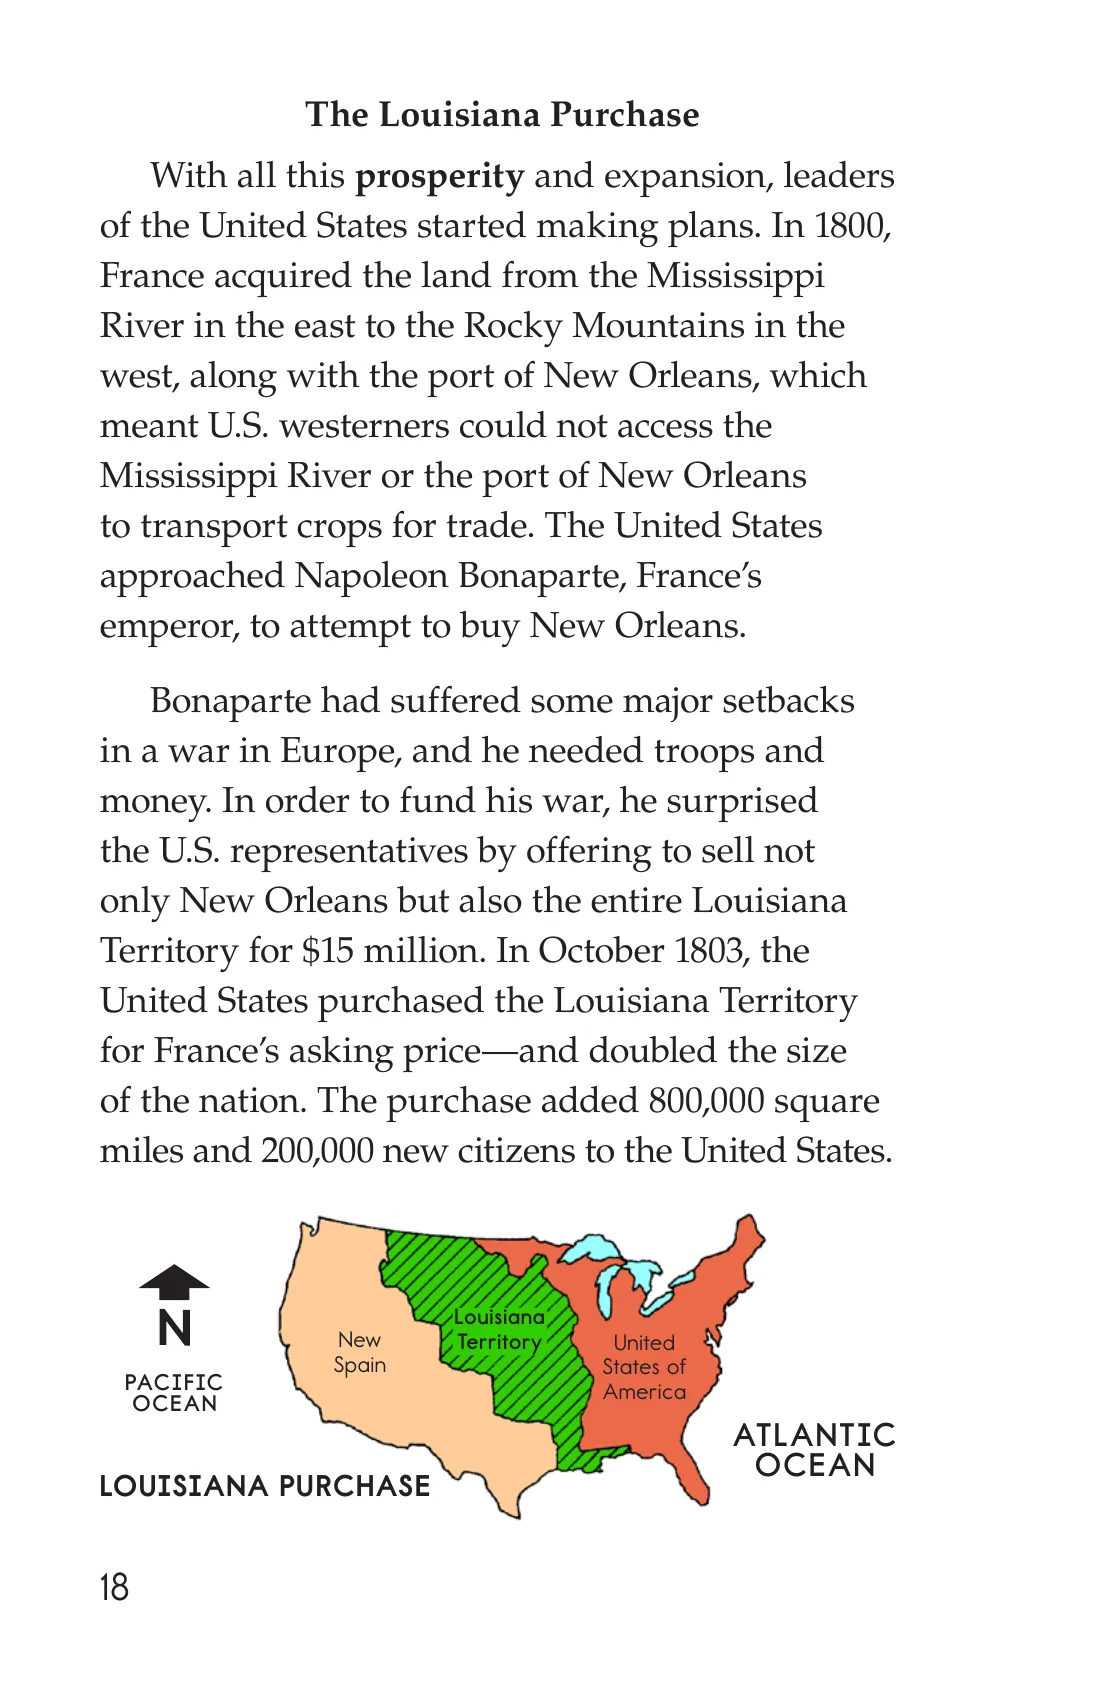 The Louisiana Purchase
With all this prosperity and expansion, leaders
of the United States started making plans. In 1800,
France acquired the land from the Mississippi
River in the east to the Rocky Mountains in the
west, along with the port of New Orleans, which
meant U.S. westerners could not access the
Mississippi River or the port of New Orleans
to transport crops for trade. The United States
approached Napoleon Bonaparte, France’s
emperor, to attempt to buy New Orleans.
Bonaparte had suffered some major setbacks
in a war in Europe, and he needed troops and
money. In order to fund his war, he surprised
the U.S. representatives by offering to sell not
only New Orleans but also the entire Louisiana
Territory for $15 million. In October 1803, the
United States purchased the Louisiana Territory
for France’s asking price—and doubled the size
of the nation. The purchase added 800,000 square
miles and 200,000 new citizens to the United States.
N
PACIFIC
OCEAN
New
Spain
Louisiana
Territory
United
States of
America
ATLANTIC
OCEAN
LOUISIANA PURCHASE
18